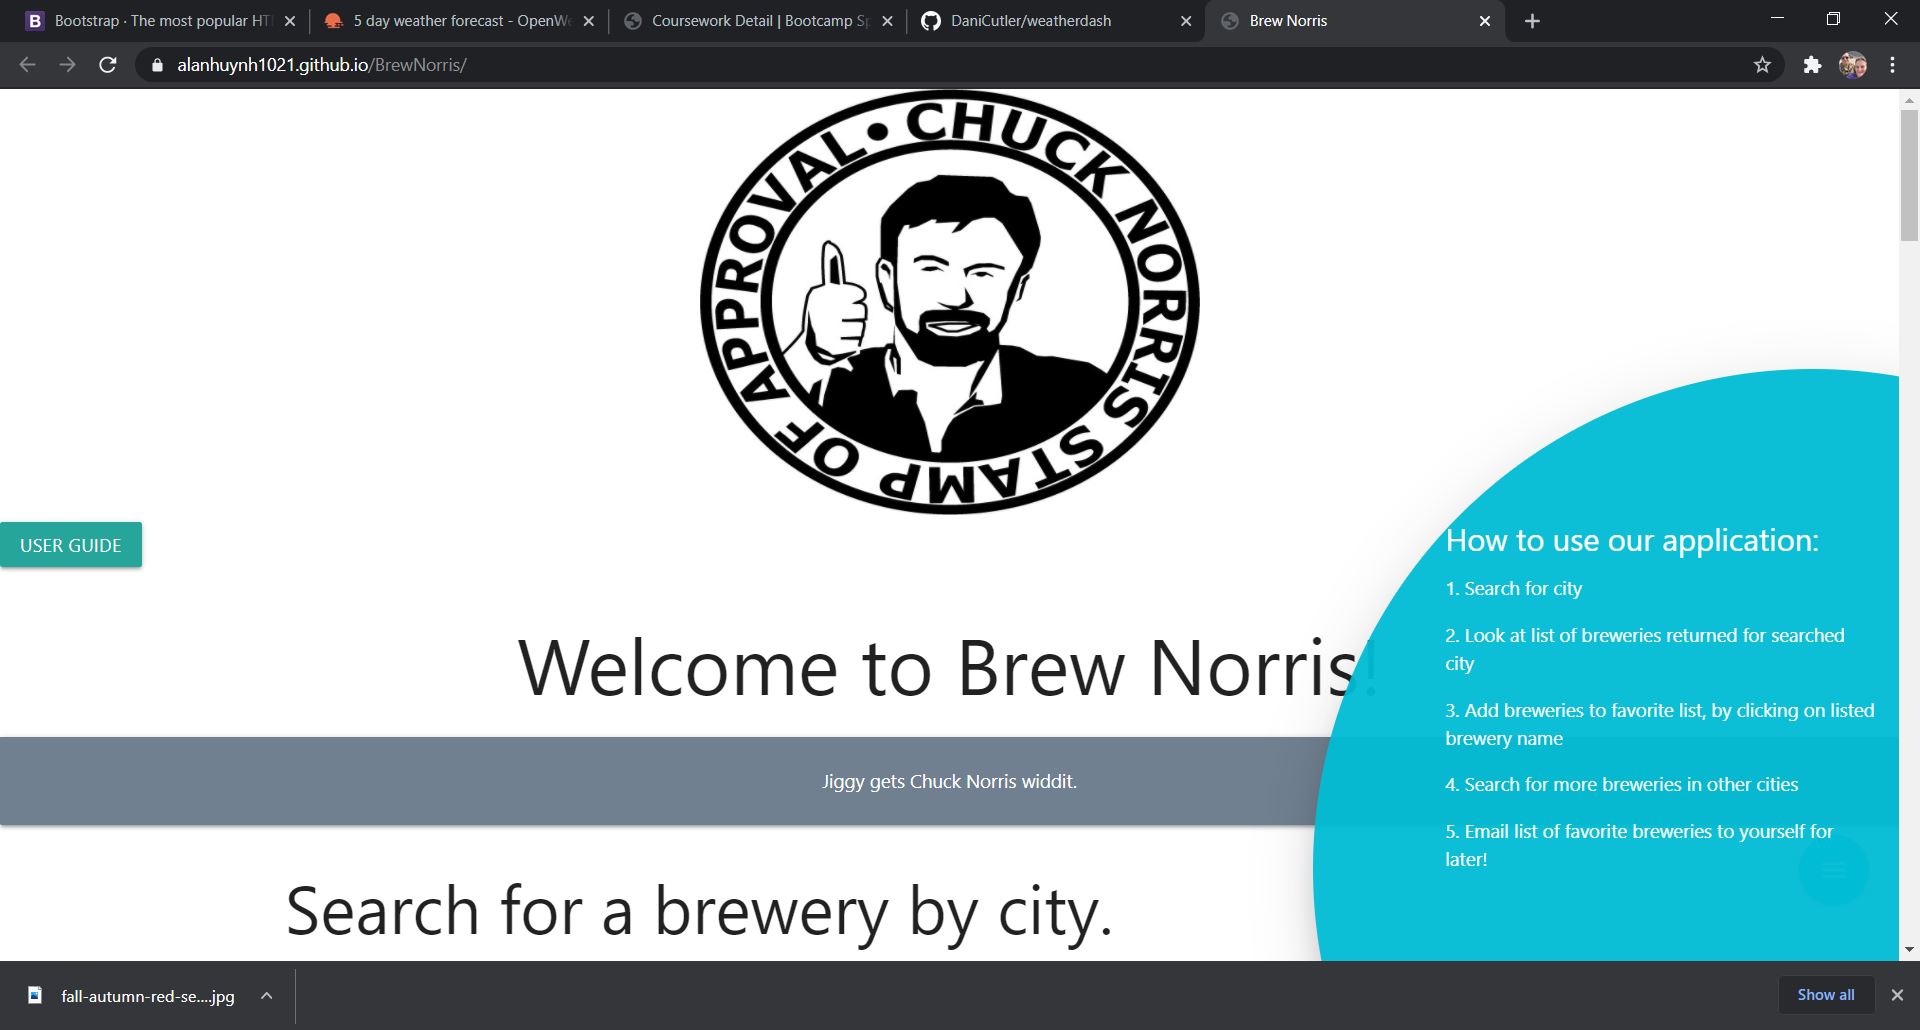 Bootstrap · The most popular HT
5 day weather forecast - OpenWe
Coursework Detail | Bootcamp Sp
DaniCutler/weatherdash
Brew Norris
alanhuynh1021.github.io/BrewNorris/
CHUCK NORRIS STAMP OF APPROVAL •
USER GUIDE
How to use our application:
1. Search for city
2. Look at list of breweries returned for searched
city
3. Add breweries to favorite list, by clicking on listed
brewery name
4. Search for more breweries in other cities
5. Email list of favorite breweries to yourself for
later!
Welcome to Brew Norris!
Jiggy gets Chuck Norris widdit.
Search for a brewery by city.
fall-autumn-red-se....jpg
Show all